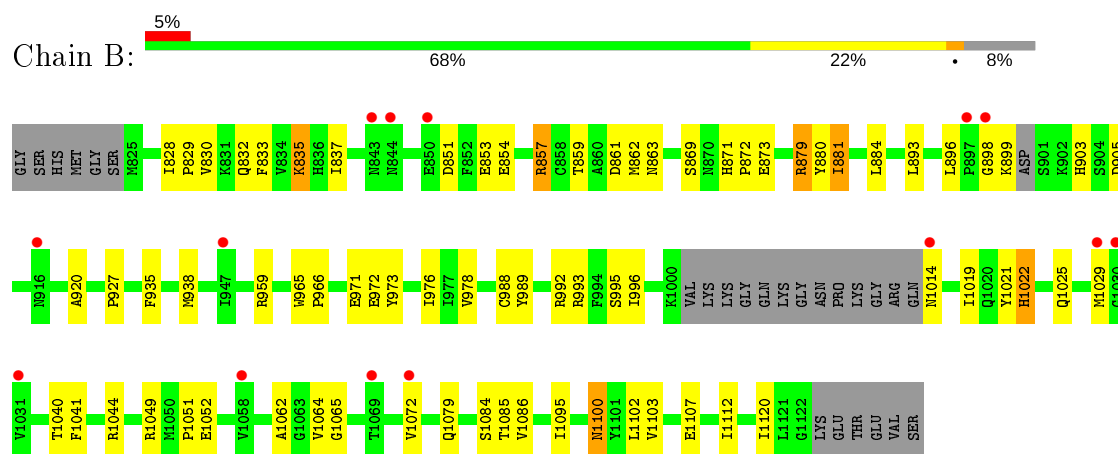 5%
Chain B:
68% 22% • 8%
GLY SER HIS MET GLY SER M825 I828 P829 V830 K831 Q832 F833 V834 K835 H836 I837 N843 N844 E850 D851 F852 E853 E854 R857 C858 T859 A860 D861 M862 N863 S869 N870 H871 P872 E873 R879 Y880 I881 L884 L893 L896 P897 G898 K899 ASP S901 K902 H903 S904 D905
N916 A920 P927 F935 M938 I947 R959 W965 P966 E971 E972 Y973 I976 I977 V978 C988 Y989 R992 R993 P994 S995 I996 K1000 VAL LYS LYS GLY GLN LYS GLY ASN PRO LYS GLY ARG GLN N1014 I1019 Q1020 Y1021 H1022 Q1025 M1029
V1031 T1040 F1041 R1044 R1049 M1050 P1051 E1052 V1058 A1062 G1063 V1064 G1065 T1069 V1072 Q1079 S1084 T1085 V1086 I1095 N1100 Y1101 L1102 V1103 E1107 I1112 I1120 L1121 G1122 LYS GLU THR GLU VAL SER